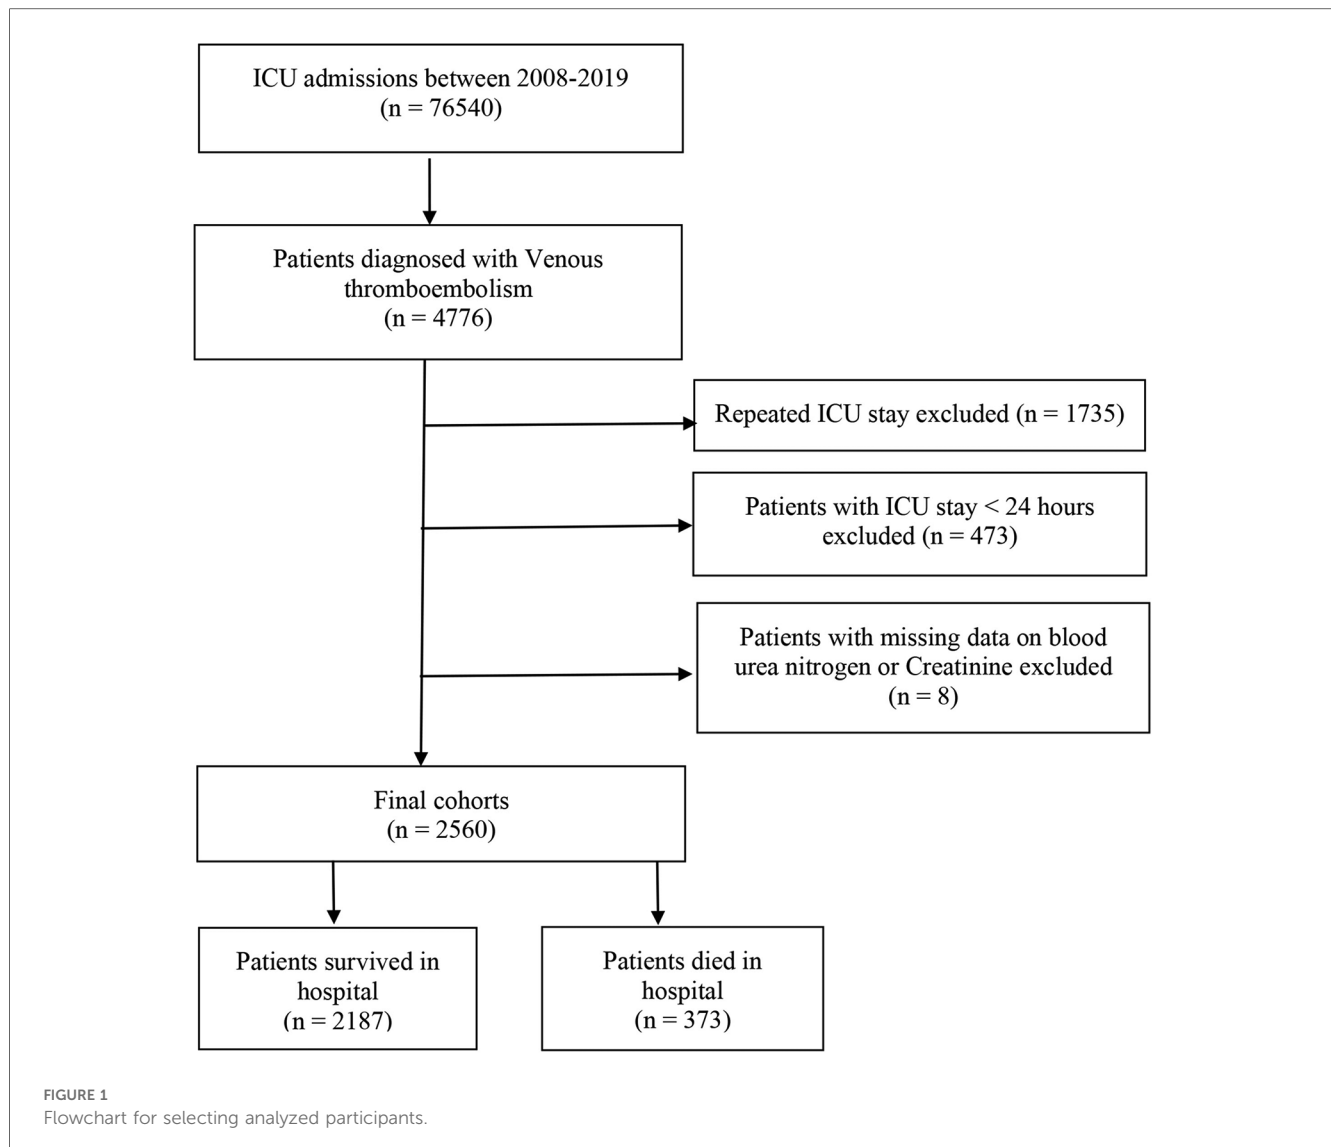 ICU admissions between 2008-2019
(n = 76540)
Patients diagnosed with Venous
thromboembolism
(n = 4776)
Repeated ICU stay excluded (n = 1735)
Patients with ICU stay < 24 hours
excluded (n = 473)
Patients with missing data on blood
urea nitrogen or Creatinine excluded
(n = 8)
Final cohorts
(n = 2560)
Patients survived in
hospital
(n = 2187)
Patients died in
hospital
(n = 373)
FIGURE 1
Flowchart for selecting analyzed participants.